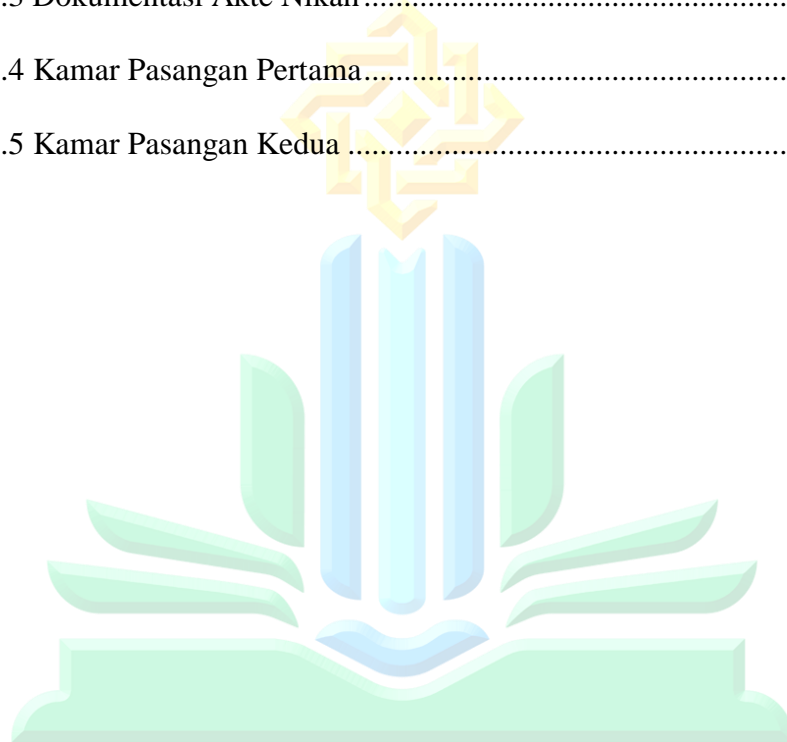 .3 Dokumentasi Akte Nikah.......................................................
.4 Kamar Pasangan Pertama.......................................................
.5 Kamar Pasangan Kedua .......................................................